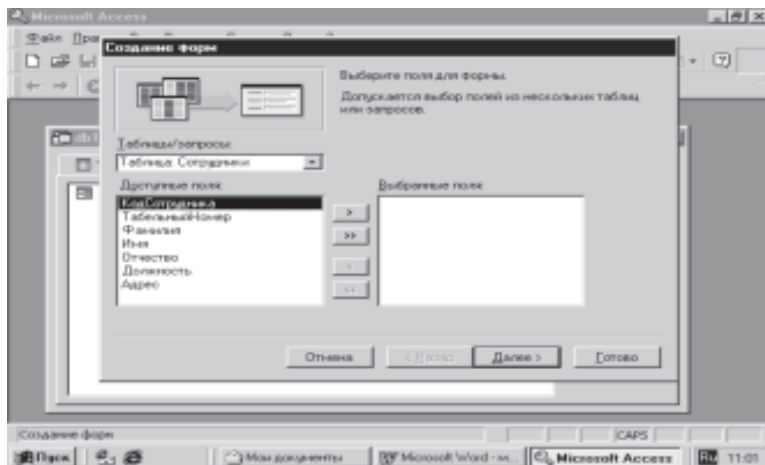 Microsoft Access
Файл
Создание форм
Выберите поля для формы.
Допускается выбор полей из нескольких таблиц
или запросов.
Таблицы/запросы:
Таблица: Сотрудники
Доступные поля: Выбранные поля:
КодСотрудника
ТабельныйНомер
Фамилия
Имя
Отчество
Должность
Адрес
>
>>
<
<<
Отмена < Назад Далее > Готово
Создание форм CAPS
Пуск Мои документы Microsoft Word - Microsoft Access Ru 11:01